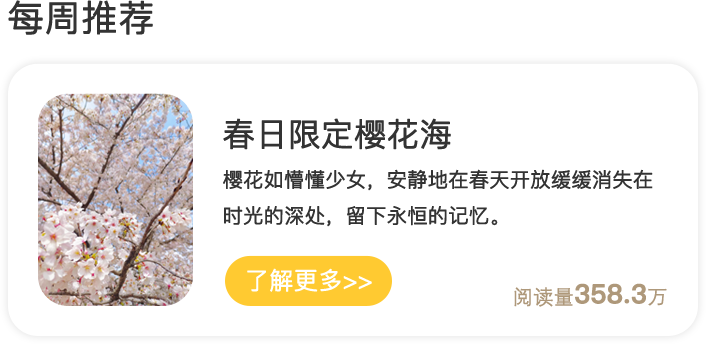 每周推荐
春日限定樱花海
樱花如懵懂少女，安静地在春天开放缓缓消失在
时光的深处，留下永恒的记忆。
了解更多>>
阅读量358.3万